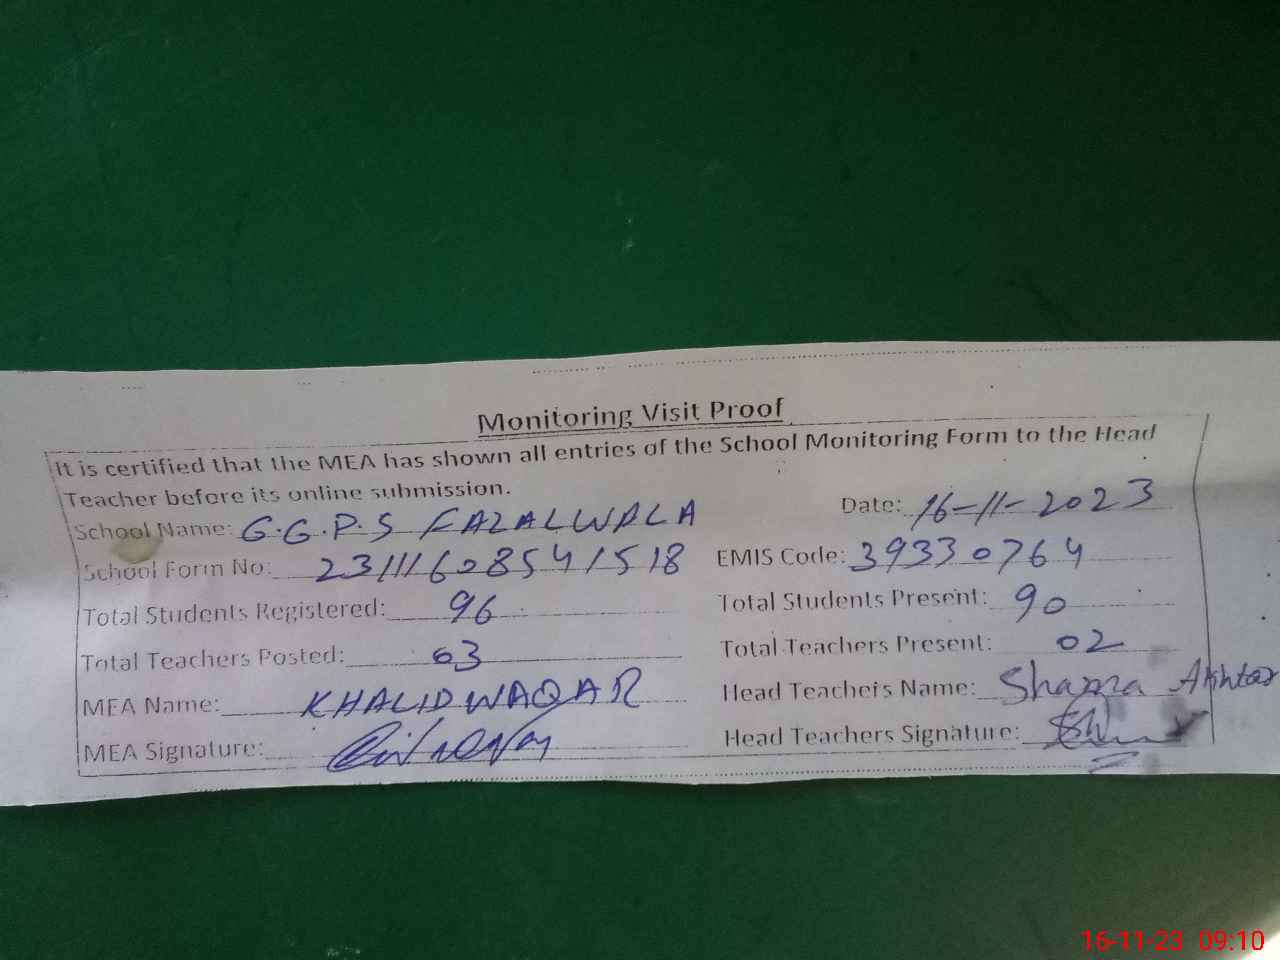 Monitoring Visit Proof
It is certified that the MEA has shown all entries of the School Monitoring Form to the Head
Teacher before its online submission.
School Name: G.G.P.S FAZALWALA Date: 16-11-2023
School Form No: 23111608541518 EMIS Code: 39330764
Total Students Registered: 96 Total Students Present: 90
Total Teachers Posted: 03 Total Teachers Present: 02
MEA Name: KHALID WAQAR Head Teachers Name: Shama Akhtar
MEA Signature: Head Teachers Signature:
16-11-23 09:10